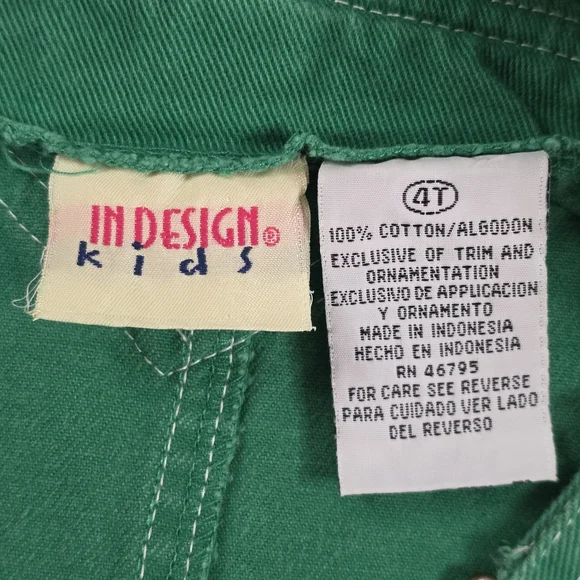 IN DESIGN®
kids
4T
100% COTTON/ALGODON
EXCLUSIVE OF TRIM AND
ORNAMENTATION
EXCLUSIVO DE APPLICACION
Y ORNAMENTO
MADE IN INDONESIA
HECHO EN INDONESIA
RN 46795
FOR CARE SEE REVERSE
PARA CUIDADO VER LADO
DEL REVERSO